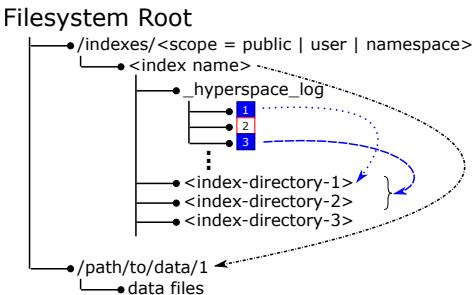 Filesystem Root
/indexes/<scope = public | user | namespace>
<index name>
_hyperspace_log
1
2
3
<index-directory-1>
<index-directory-2>
<index-directory-3>
/path/to/data/1
data files